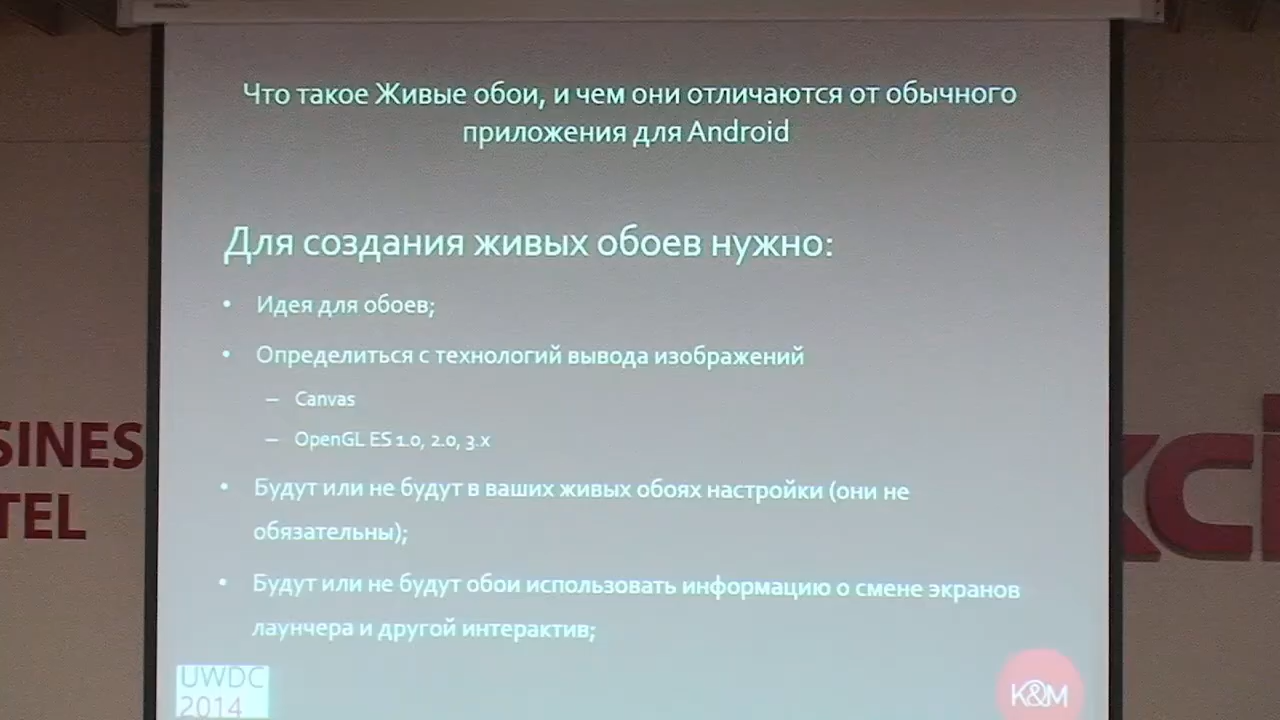 Что такое Живые обои, и чем они отличаются от обычного
приложения для Android
Для создания живых обоев нужно:
• Идея для обоев;
• Определиться с технологий вывода изображений
– Canvas
– OpenGL ES 1.0, 2.0, 3.x
• Будут или не будут в ваших живых обоях настройки (они не
обязательны);
• Будут или не будут обои использовать информацию о смене экранов
лаунчера и другой интерактив;
UWDC
2014
K&M
SINES
TEL